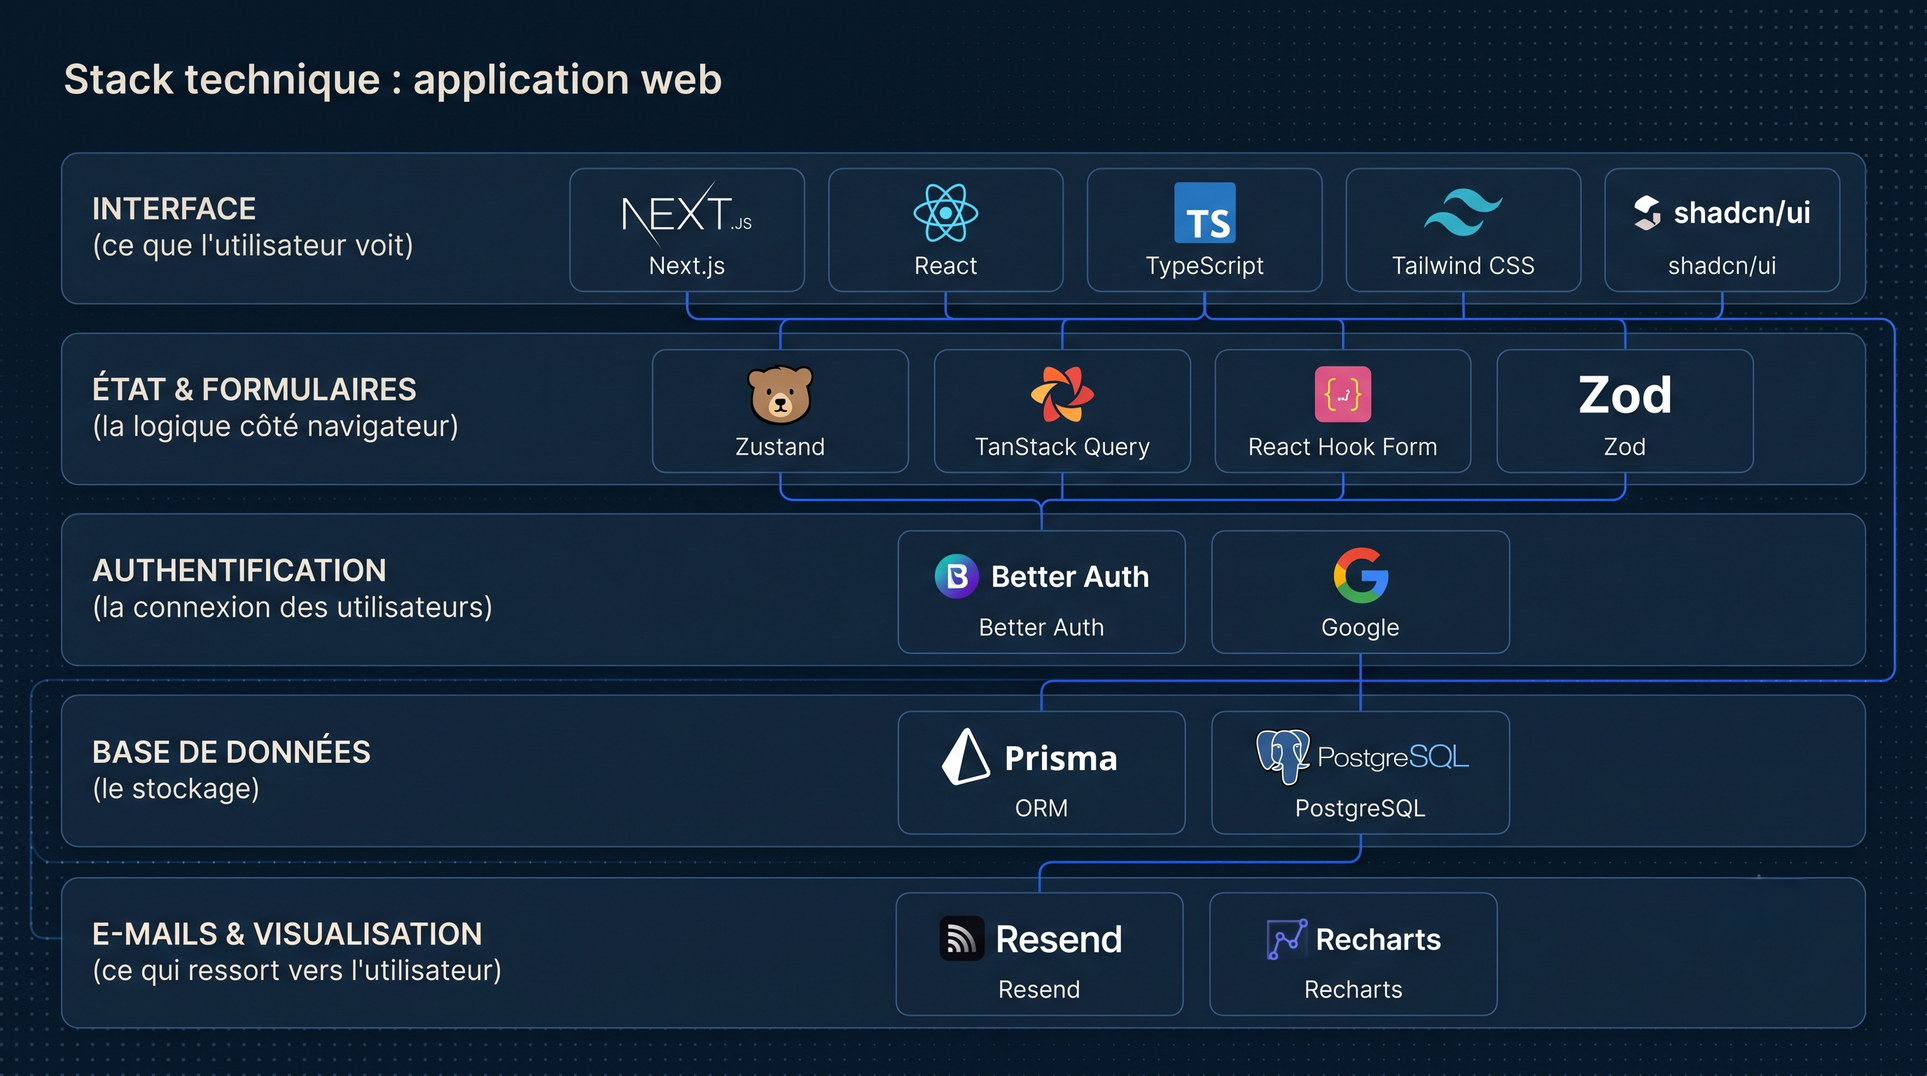 Stack technique : application web
INTERFACE
(ce que l'utilisateur voit)
NEXT.JS
Next.js
React
TS
TypeScript
Tailwind CSS
shadcn/ui
shadcn/ui
ÉTAT & FORMULAIRES
(la logique côté navigateur)
Zustand
TanStack Query
React Hook Form
Zod
Zod
AUTHENTIFICATION
(la connexion des utilisateurs)
B Better Auth
Better Auth
G
Google
BASE DE DONNÉES
(le stockage)
Prisma
ORM
PostgreSQL
PostgreSQL
E-MAILS & VISUALISATION
(ce qui ressort vers l'utilisateur)
Resend
Resend
Recharts
Recharts